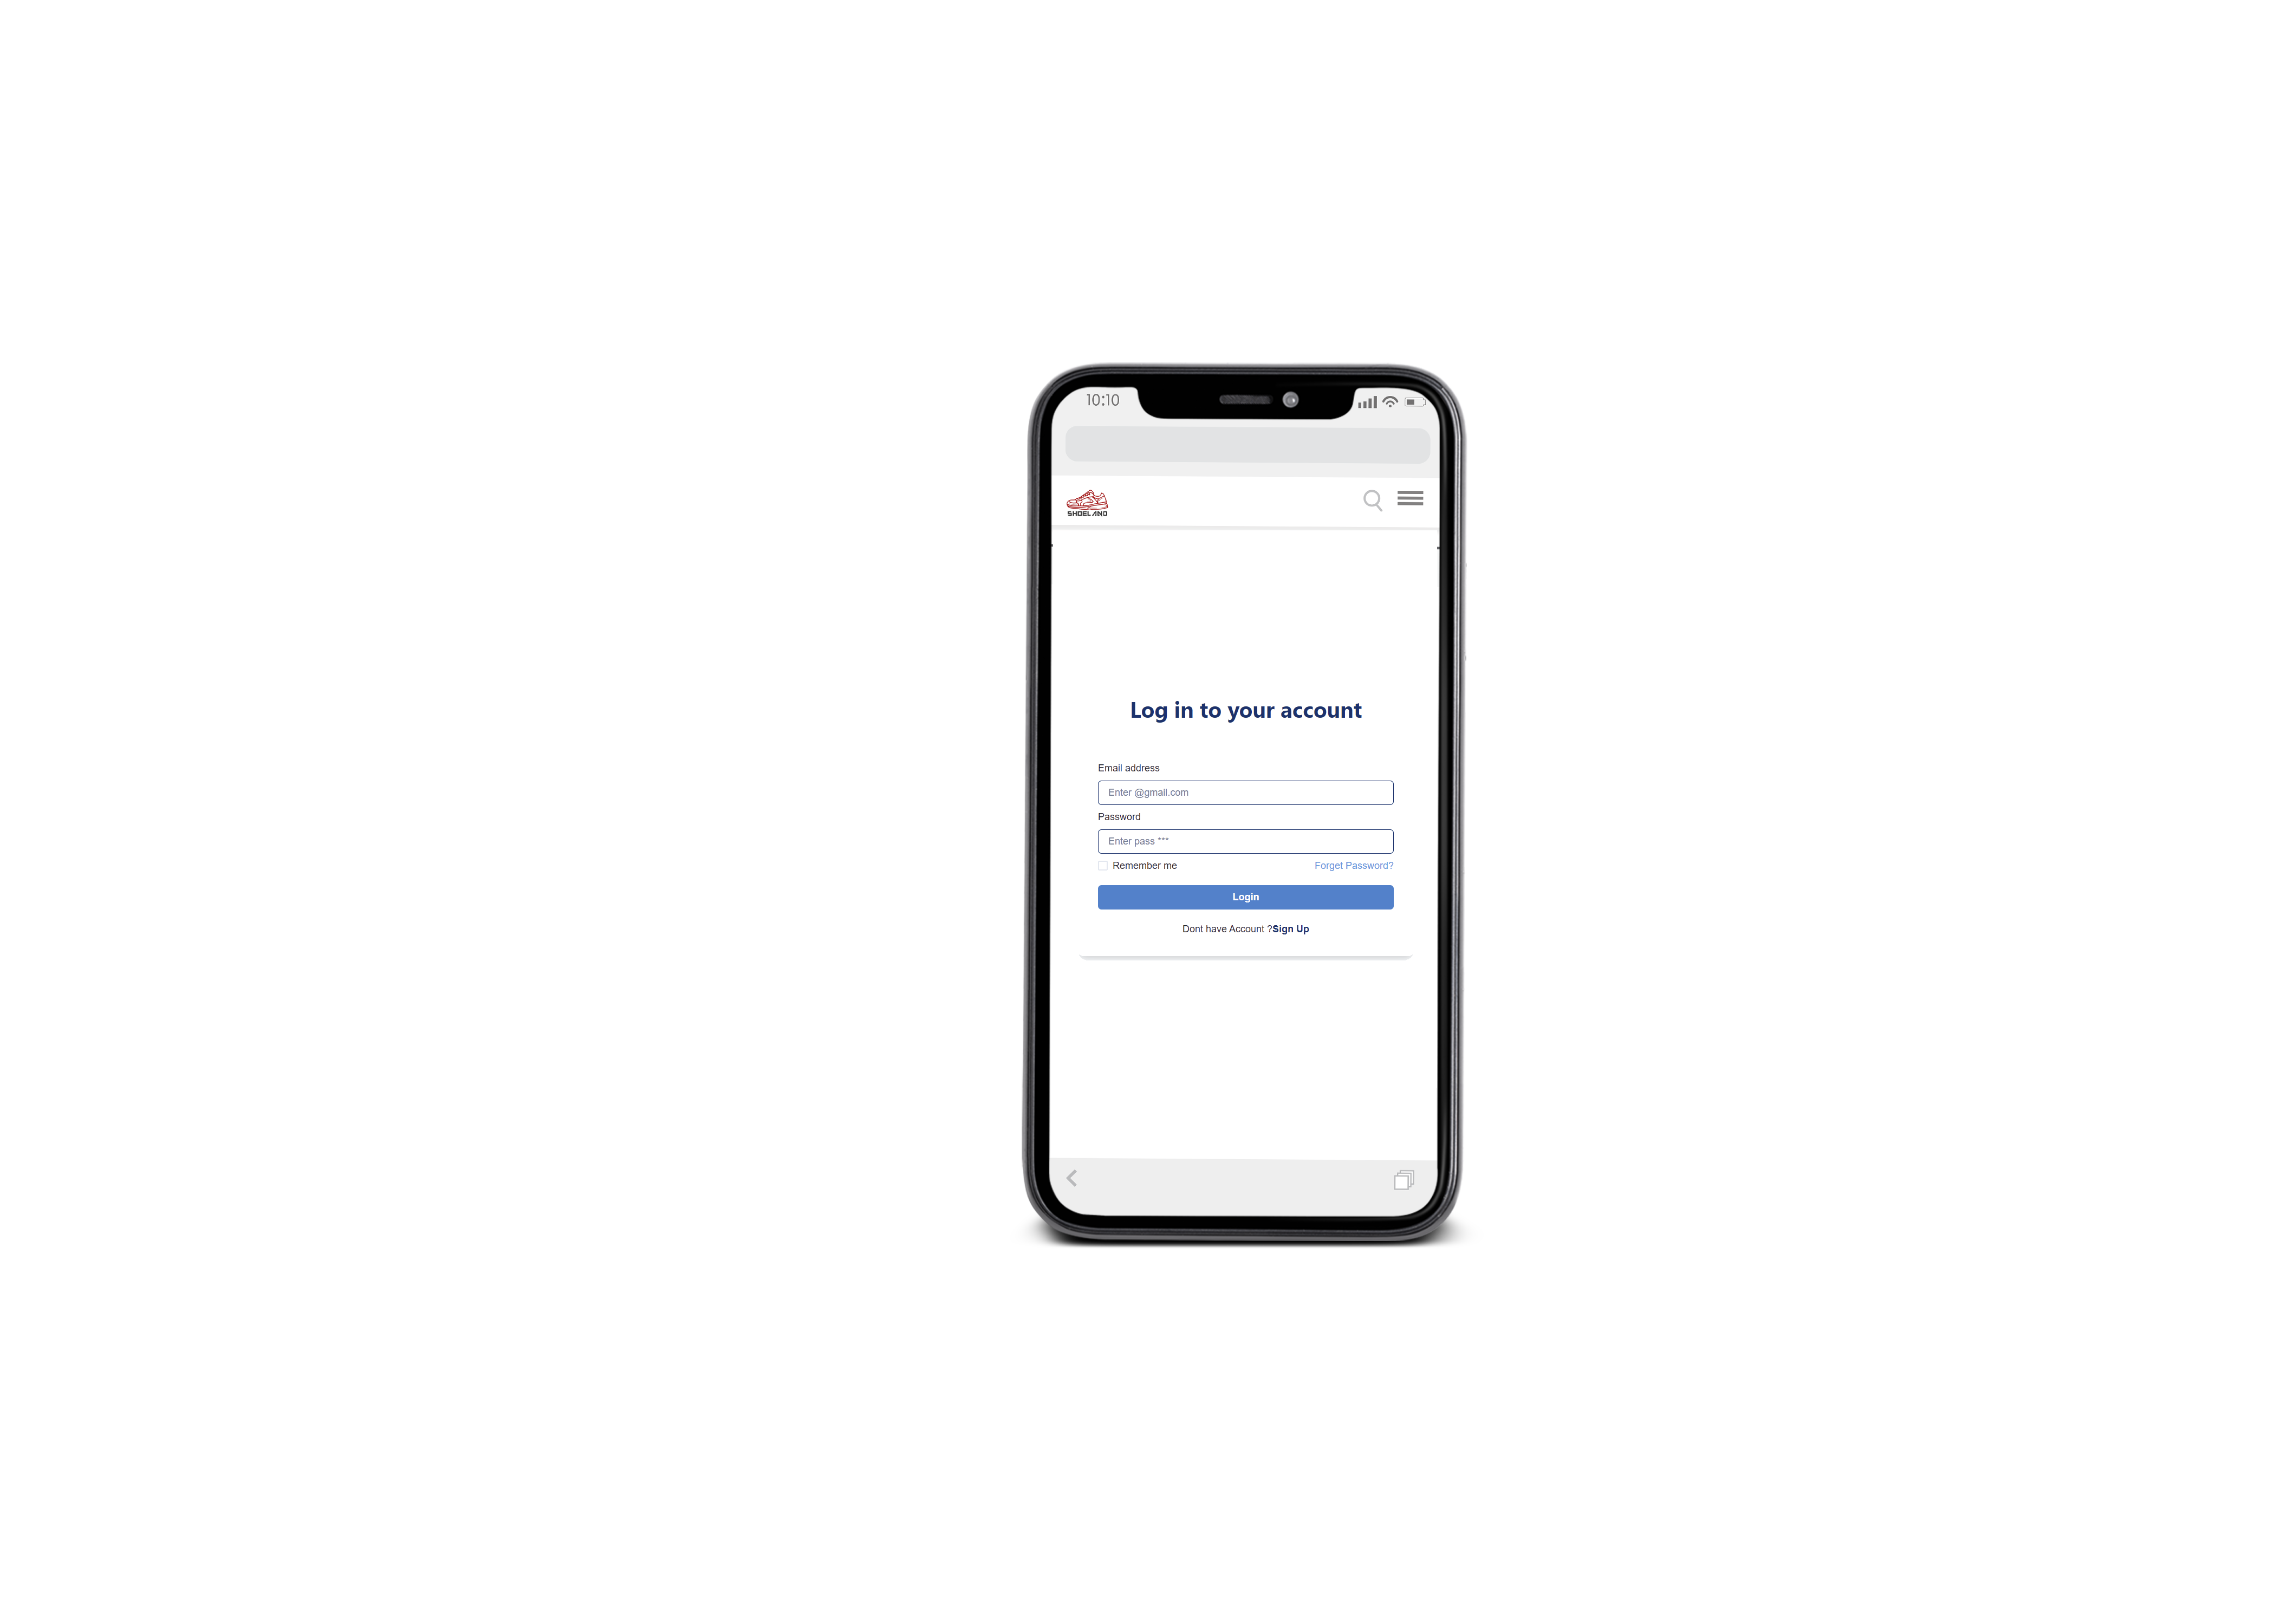 10:10
SHOELAND
Log in to your account
Email address
Enter @gmail.com
Password
Enter pass ***
Remember me
Forget Password?
Login
Dont have Account ?Sign Up